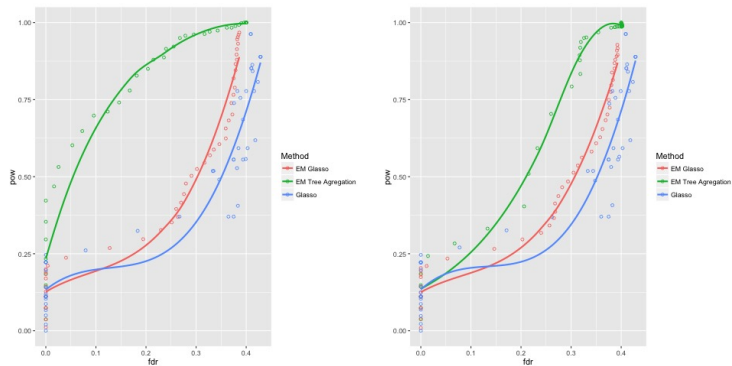 1.00
0.75
0.50
0.25
0.00
pow
0.0 0.1 0.2 0.3 0.4
fdr
Method
EM Glasso
EM Tree Agregation
Glasso
1.00
0.75
0.50
0.25
0.00
pow
0.0 0.1 0.2 0.3 0.4
fdr
Method
EM Glasso
EM Tree Agregation
Glasso